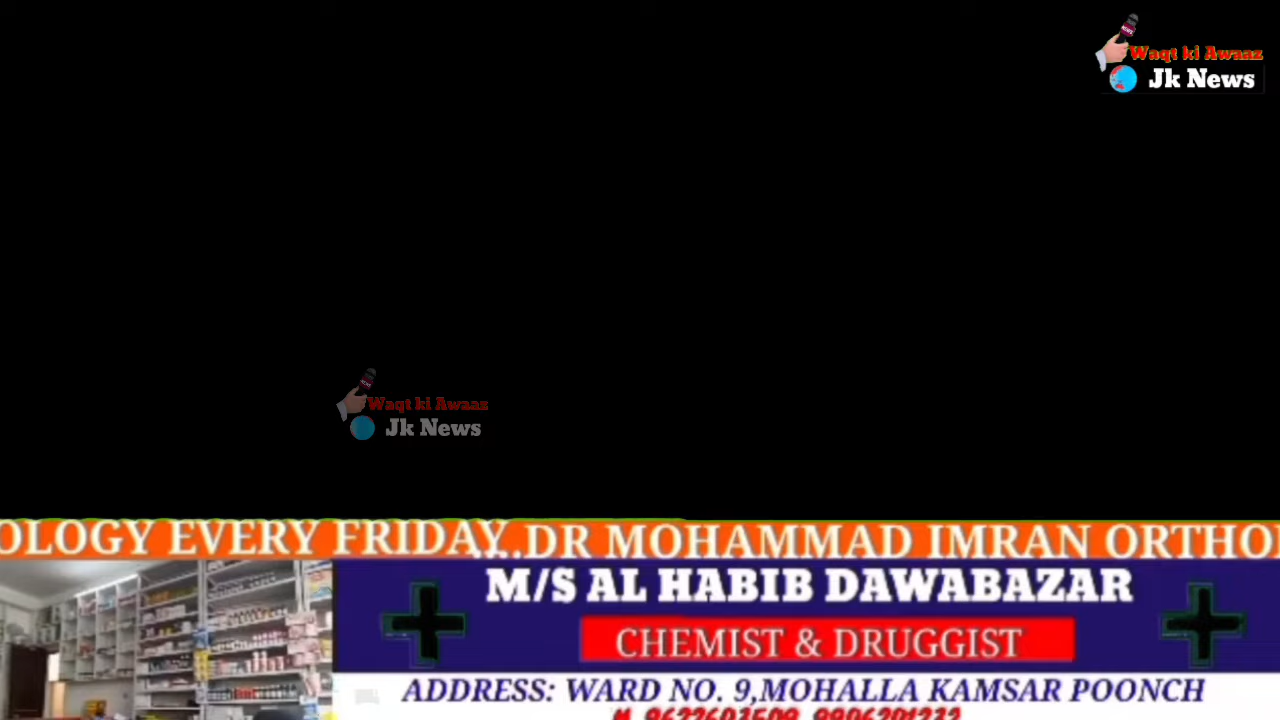 Waqt ki Awaaz
Jk News
Waqt ki Awaaz
Jk News
OLOGY EVERY FRIDAY....DR MOHAMMAD IMRAN ORTHO
M/S AL HABIB DAWABAZAR
CHEMIST & DRUGGIST
ADDRESS: WARD NO. 9,MOHALLA KAMSAR POONCH